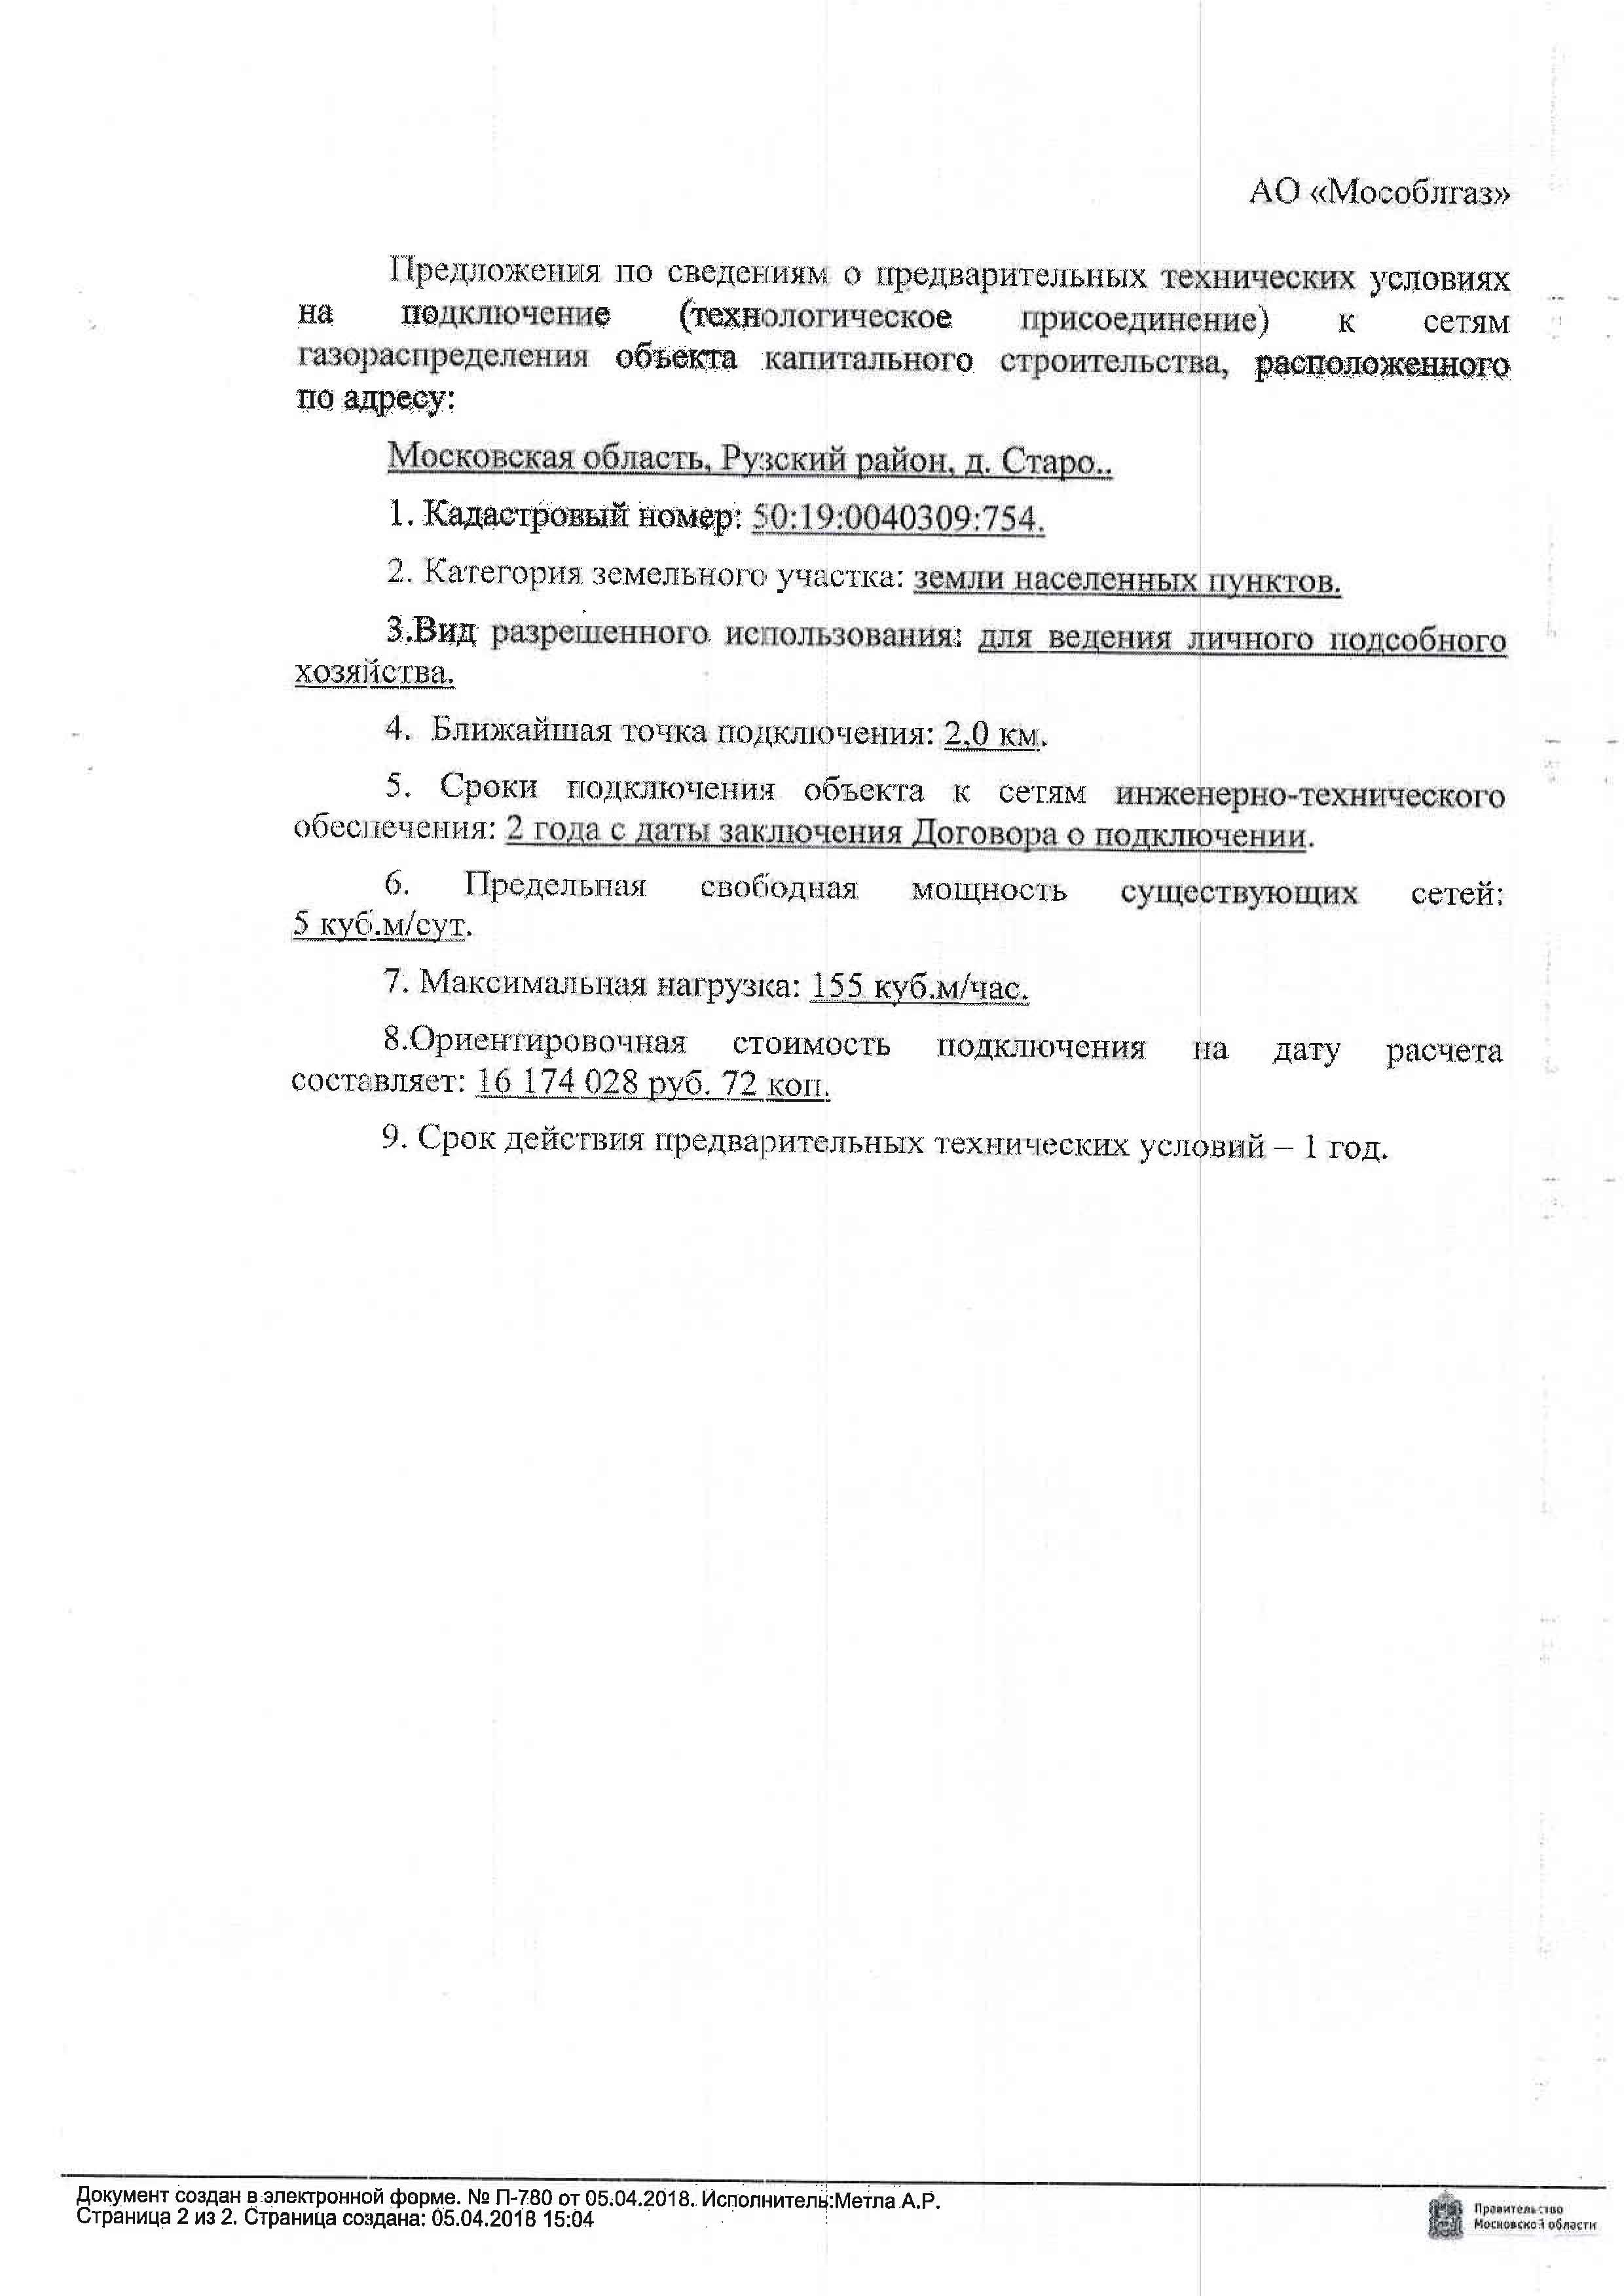 АО «Мособлгаз»
Предложения по сведениям о предварительных технических условиях
на подключение (технологическое присоединение) к сетям
газораспределения объекта капитального строительства, расположенного
по адресу:
Московская область, Рузский район, д. Старо..
1. Кадастровый номер: 50:19:0040309:754.
2. Категория земельного участка: земли населенных пунктов.
3.Вид разрешенного использования: для ведения личного подсобного
хозяйства.
4. Ближайшая точка подключения: 2,0 км.
5. Сроки подключения объекта к сетям инженерно-технического
обеспечения: 2 года с даты заключения Договора о подключении.
6. Предельная свободная мощность существующих сетей:
5 куб.м/сут.
7. Максимальная нагрузка: 155 куб.м/час.
8.Ориентировочная стоимость подключения на дату расчета
составляет: 16 174 028 руб. 72 коп.
9. Срок действия предварительных технических условий – 1 год.
Документ создан в электронной форме. № П-780 от 05.04.2018. Исполнитель:Метла А.Р.
Страница 2 из 2. Страница создана: 05.04.2018 15:04
Правительство
Московской области